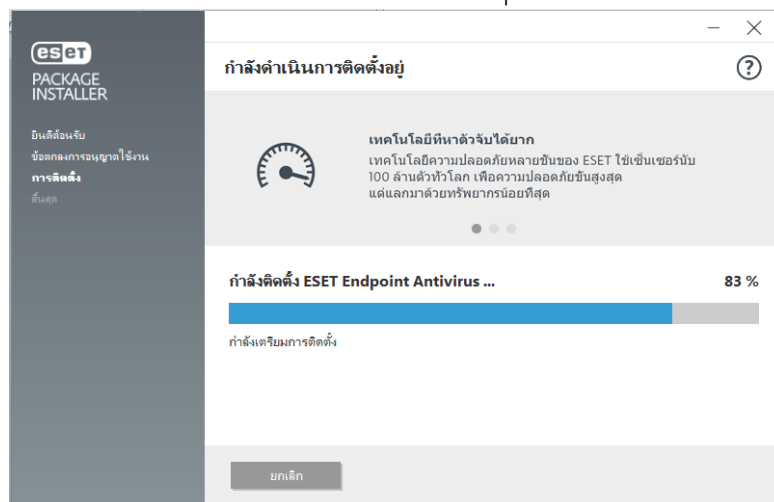 eset
PACKAGE
INSTALLER
ยินดีต้อนรับ
ข้อตกลงการอนุญาตใช้งาน
การติดตั้ง
สิ้นสุด
กำลังดำเนินการติดตั้งอยู่
?
เทคโนโลยีที่หาตัวจับได้ยาก
เทคโนโลยีความปลอดภัยหลายชั้นของ ESET ใช้เซ็นเซอร์นับ
100 ล้านตัวทั่วโลก เพื่อความปลอดภัยขั้นสูงสุด
แต่แลกมาด้วยทรัพยากรน้อยที่สุด
กำลังติดตั้ง ESET Endpoint Antivirus ...
83 %
กำลังเตรียมการติดตั้ง
ยกเลิก